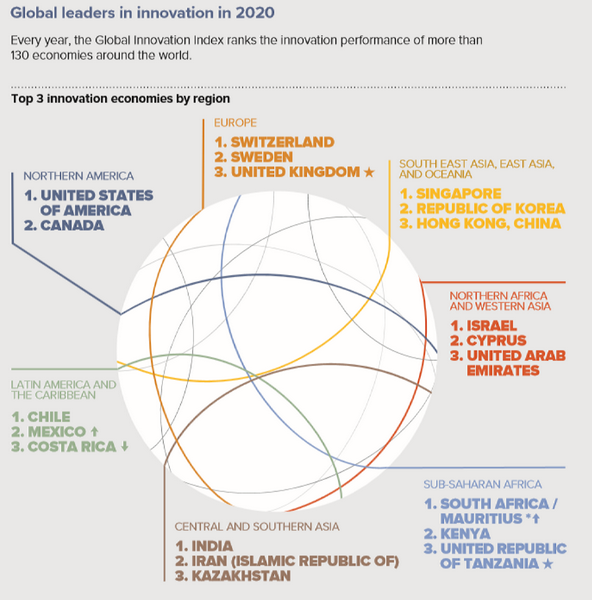 Global leaders in innovation in 2020
Every year, the Global Innovation Index ranks the innovation performance of more than
130 economies around the world.
Top 3 innovation economies by region
EUROPE
1. SWITZERLAND
2. SWEDEN
3. UNITED KINGDOM ★
NORTHERN AMERICA
1. UNITED STATES
OF AMERICA
2. CANADA
SOUTH EAST ASIA, EAST ASIA,
AND OCEANIA
1. SINGAPORE
2. REPUBLIC OF KOREA
3. HONG KONG, CHINA
NORTHERN AFRICA
AND WESTERN ASIA
1. ISRAEL
2. CYPRUS
3. UNITED ARAB
EMIRATES
LATIN AMERICA AND
THE CARIBBEAN
1. CHILE
2. MEXICO ↑
3. COSTA RICA ↓
SUB-SAHARAN AFRICA
1. SOUTH AFRICA /
MAURITIUS *↑
2. KENYA
3. UNITED REPUBLIC
OF TANZANIA ★
CENTRAL AND SOUTHERN ASIA
1. INDIA
2. IRAN (ISLAMIC REPUBLIC OF)
3. KAZAKHSTAN